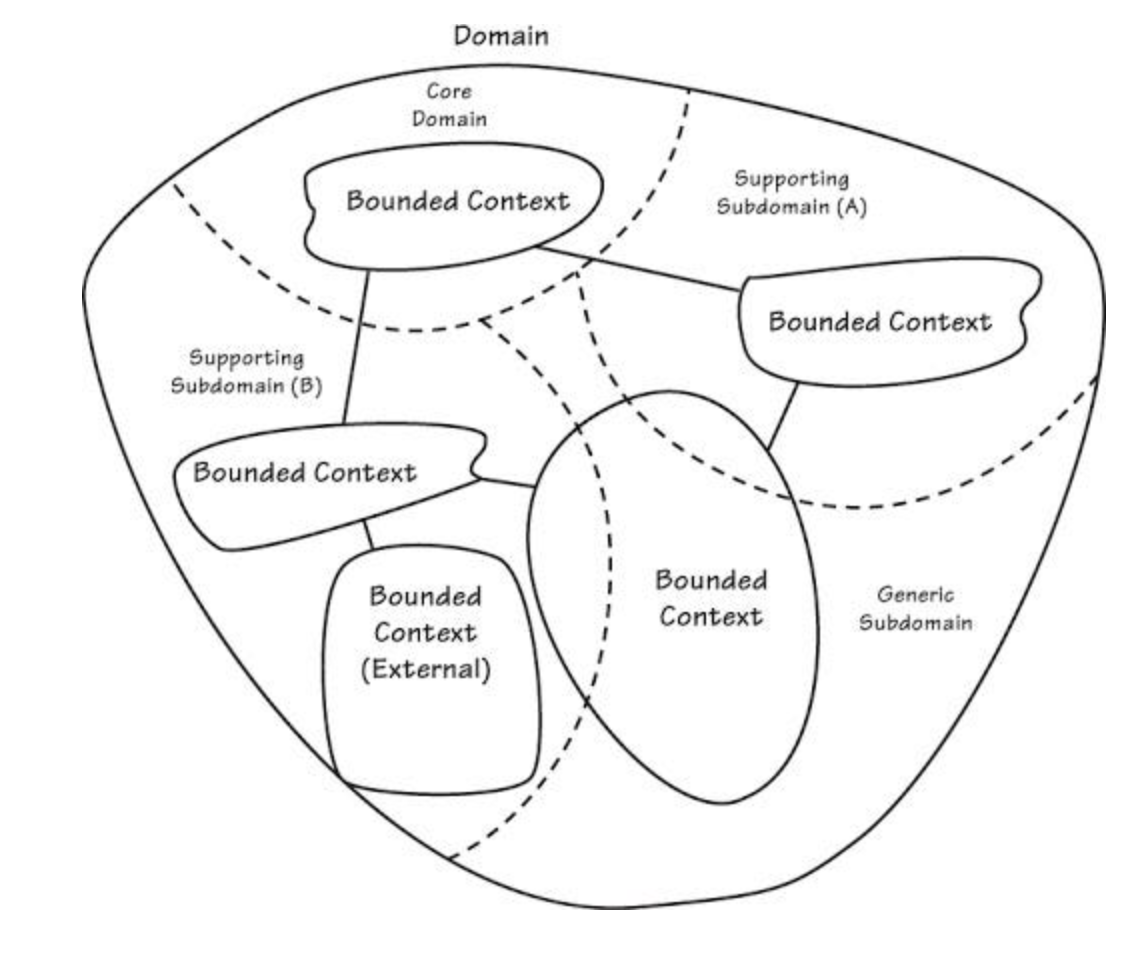 Domain
Core
Domain
Bounded Context
Supporting
Subdomain (A)
Bounded Context
Supporting
Subdomain (B)
Bounded Context
Bounded
Context
(External)
Bounded
Context
Generic
Subdomain